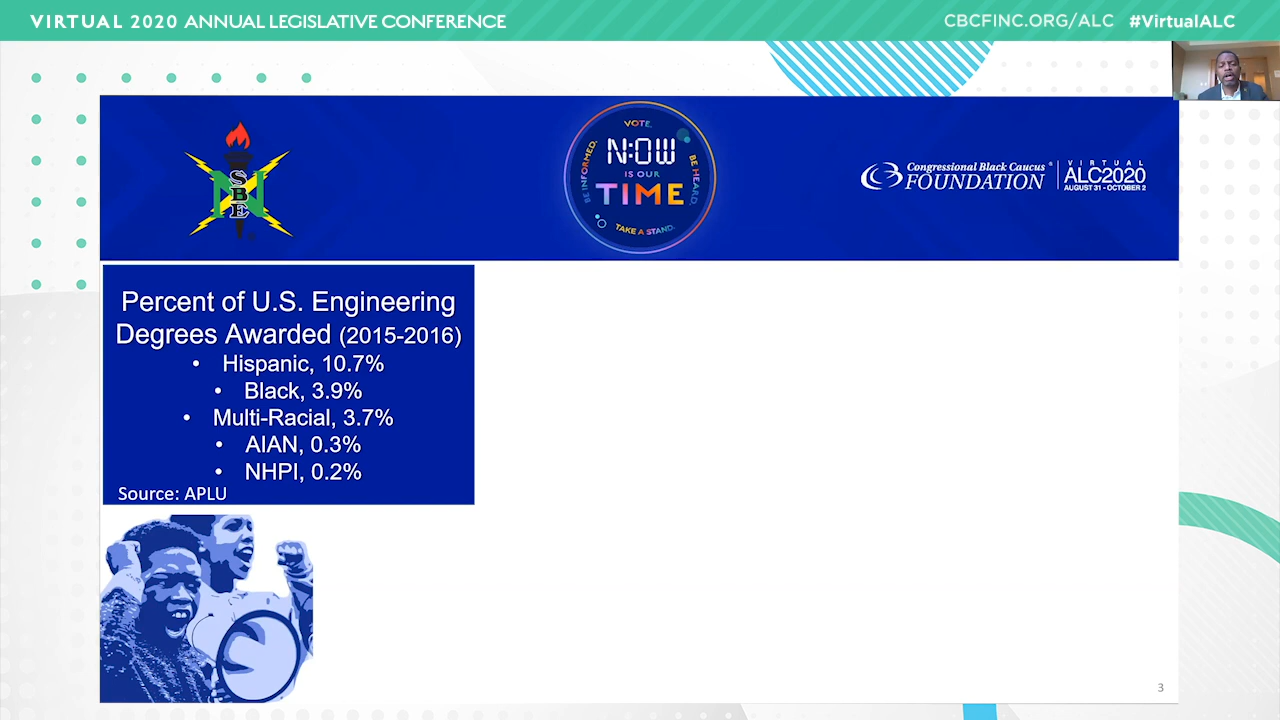 VIRTUAL 2020 ANNUAL LEGISLATIVE CONFERENCE
CBCFINC.ORG/ALC #VirtualALC
NSBE
VOTE.
BE INFORMED.
BE HEARD
N:OW
IS OUR
TIME
TAKE A STAND.
Congressional Black Caucus®
FOUNDATION
VIRTUAL
ALC2020
AUGUST 31 - OCTOBER 2
Percent of U.S. Engineering
Degrees Awarded (2015-2016)
• Hispanic, 10.7%
• Black, 3.9%
• Multi-Racial, 3.7%
• AIAN, 0.3%
• NHPI, 0.2%
Source: APLU
3